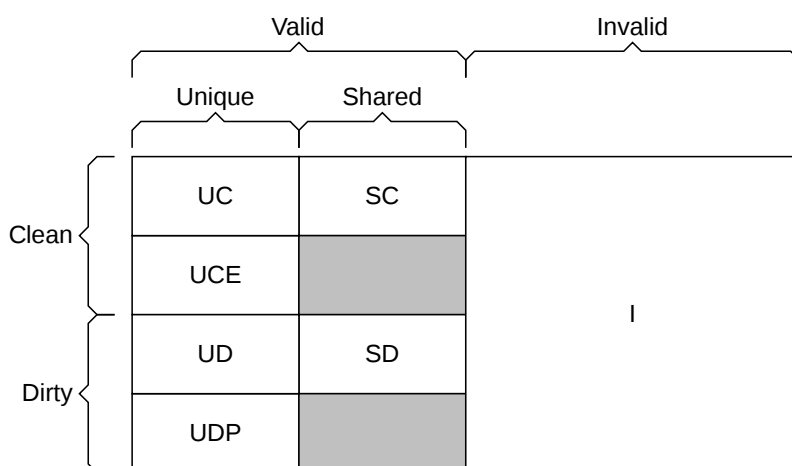 Valid Invalid
Unique Shared
UC SC
Clean
UCE
I
UD SD
Dirty
UDP